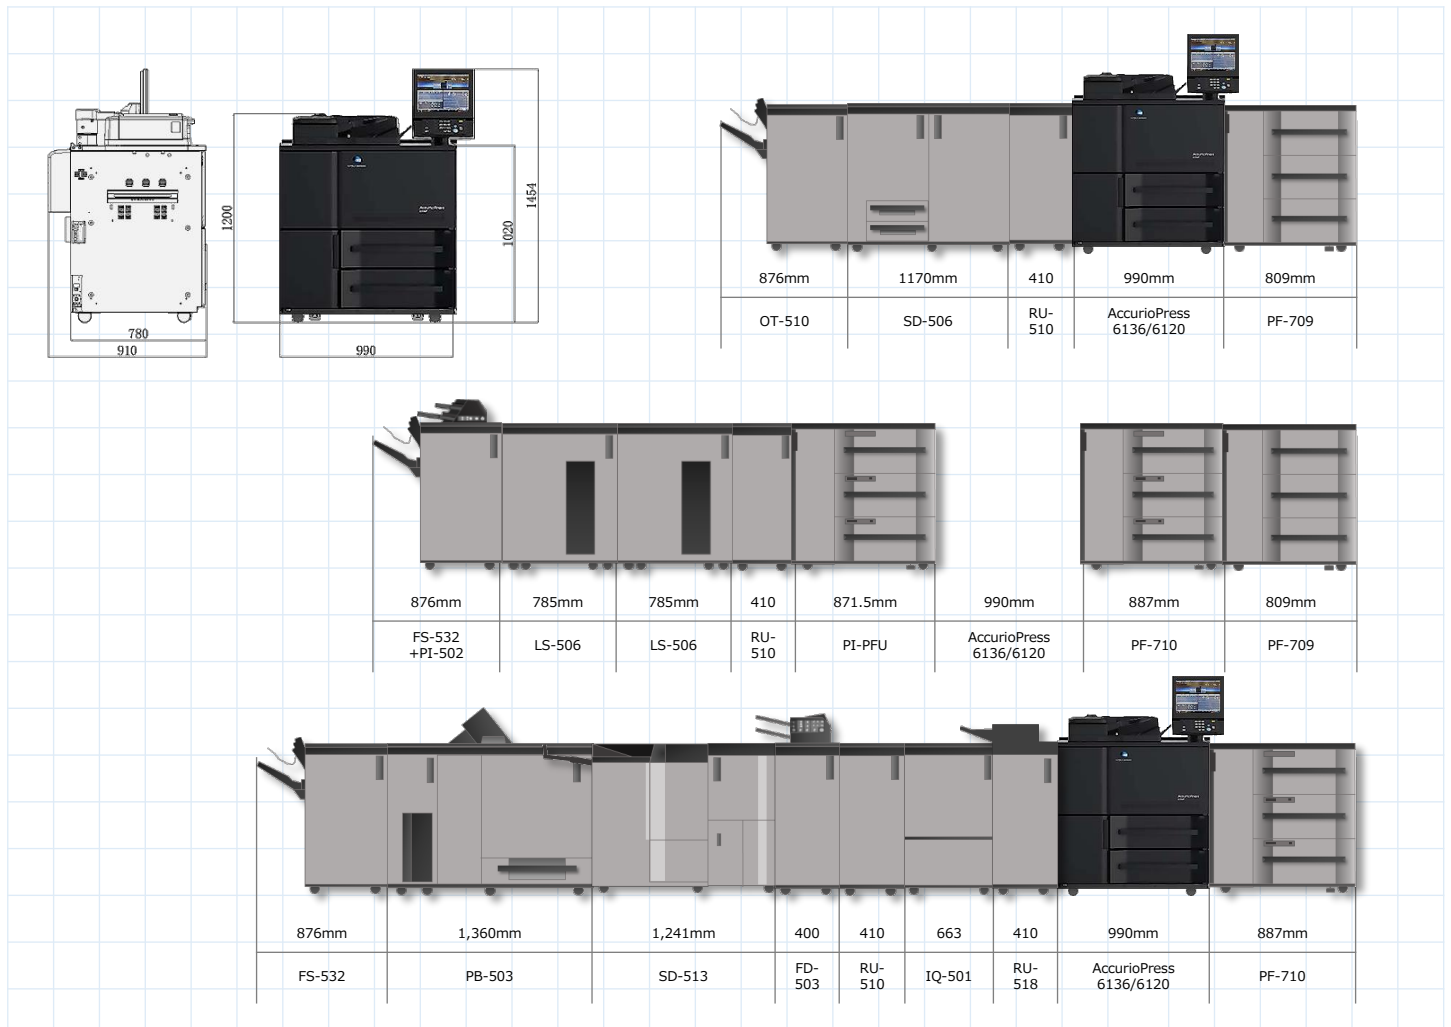 1200
1454
1020
780
910
990
876mm
1170mm
410
990mm
809mm
OT-510
SD-506
RU-
510
AccurioPress
6136/6120
PF-709
876mm
785mm
785mm
410
871.5mm
990mm
887mm
809mm
FS-532
+PI-502
LS-506
LS-506
RU-
510
PI-PFU
AccurioPress
6136/6120
PF-710
PF-709
876mm
1,360mm
1,241mm
400
410
663
410
990mm
887mm
FS-532
PB-503
SD-513
FD-
503
RU-
510
IQ-501
RU-
518
AccurioPress
6136/6120
PF-710